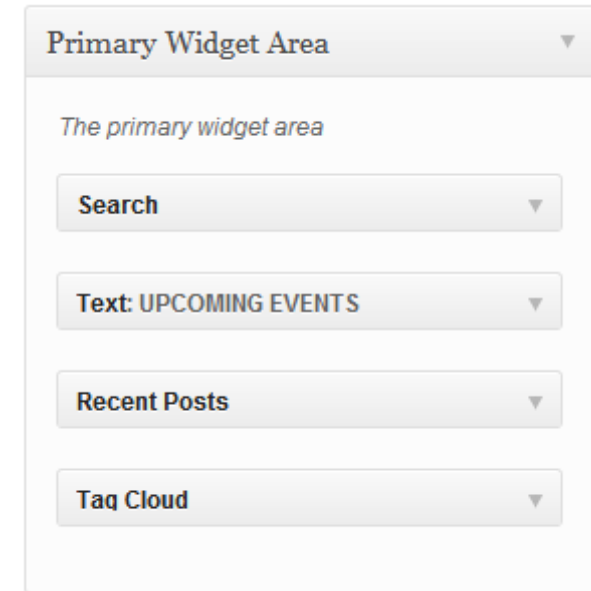 Primary Widget Area
The primary widget area
Search
Text: UPCOMING EVENTS
Recent Posts
Tag Cloud